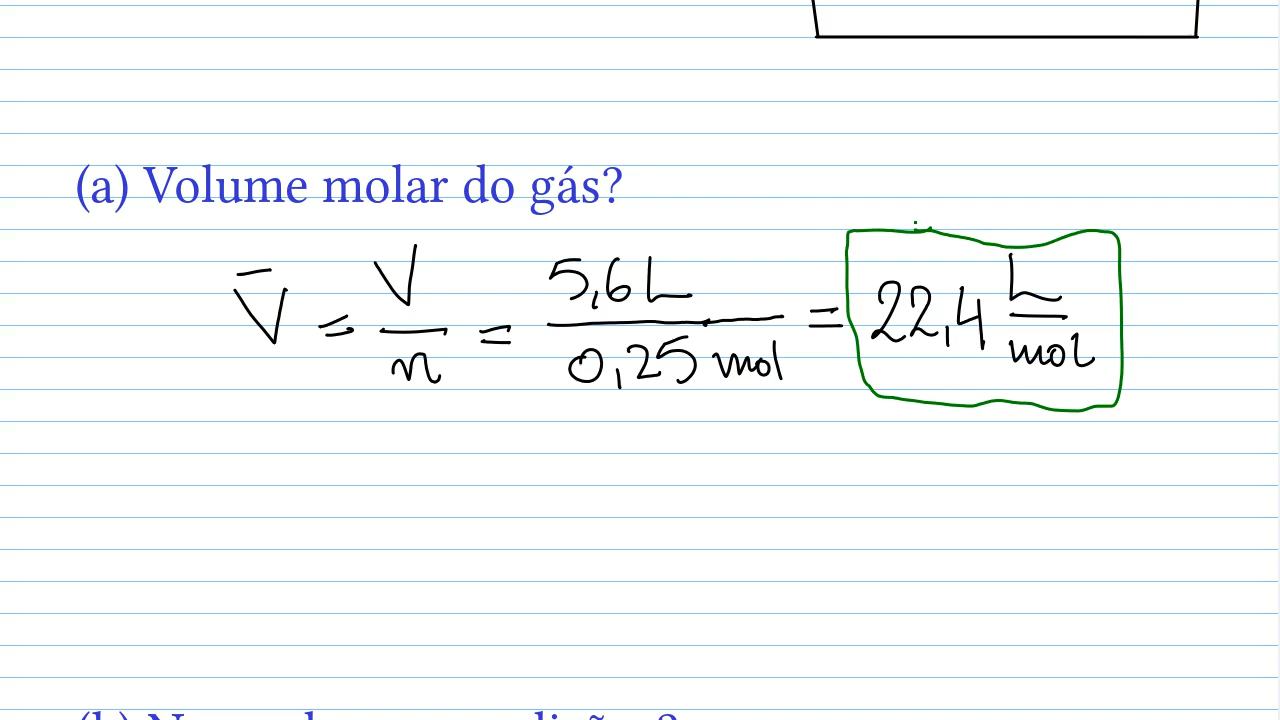 (a) Volume molar do gás?
V̄ = V/n = 5,6 L / 0,25 mol = 22,4 L/mol